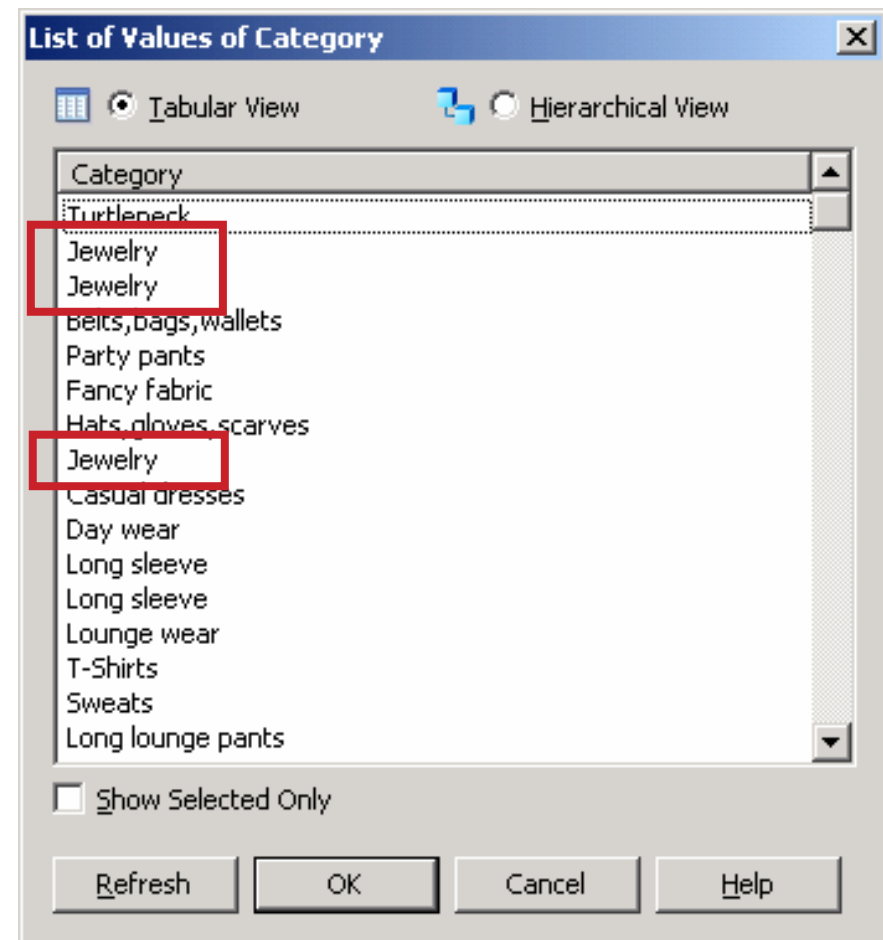 List of Values of Category
Tabular View Hierarchical View
Category
Turtleneck
Jewelry
Jewelry
Belts,bags,wallets
Party pants
Fancy fabric
Hats,gloves,scarves
Jewelry
Casual dresses
Day wear
Long sleeve
Long sleeve
Lounge wear
T-Shirts
Sweats
Long lounge pants
Show Selected Only
Refresh OK Cancel Help